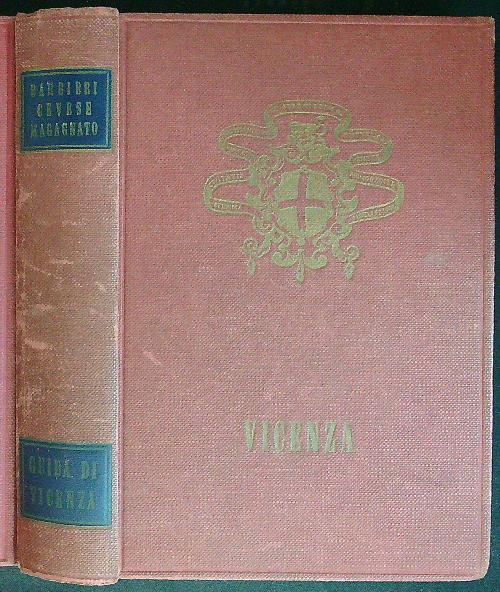 BARBIERI
CEVESE
MAGAGNATO
GUIDA DI
VICENZA
VICENZA